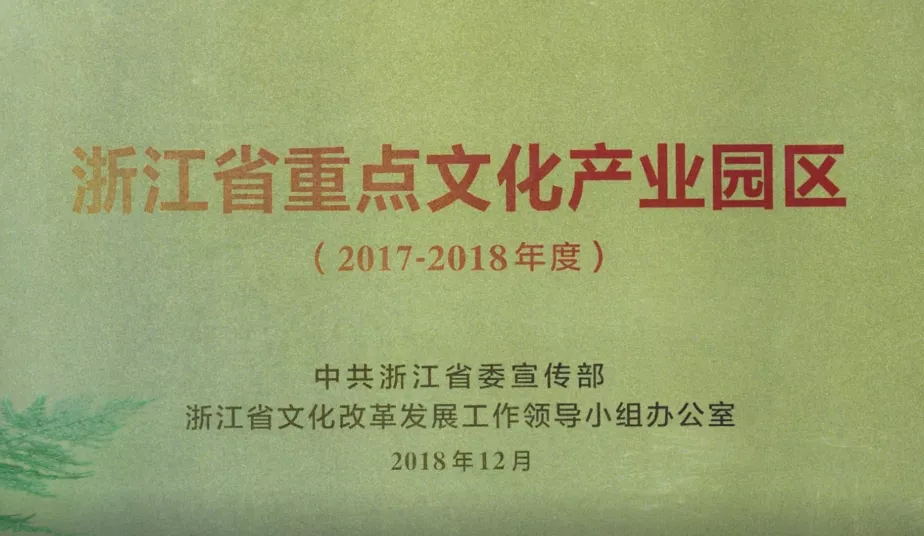 浙江省重点文化产业园区
（2017-2018年度）
中共浙江省委宣传部
浙江省文化改革发展工作领导小组办公室
2018年12月